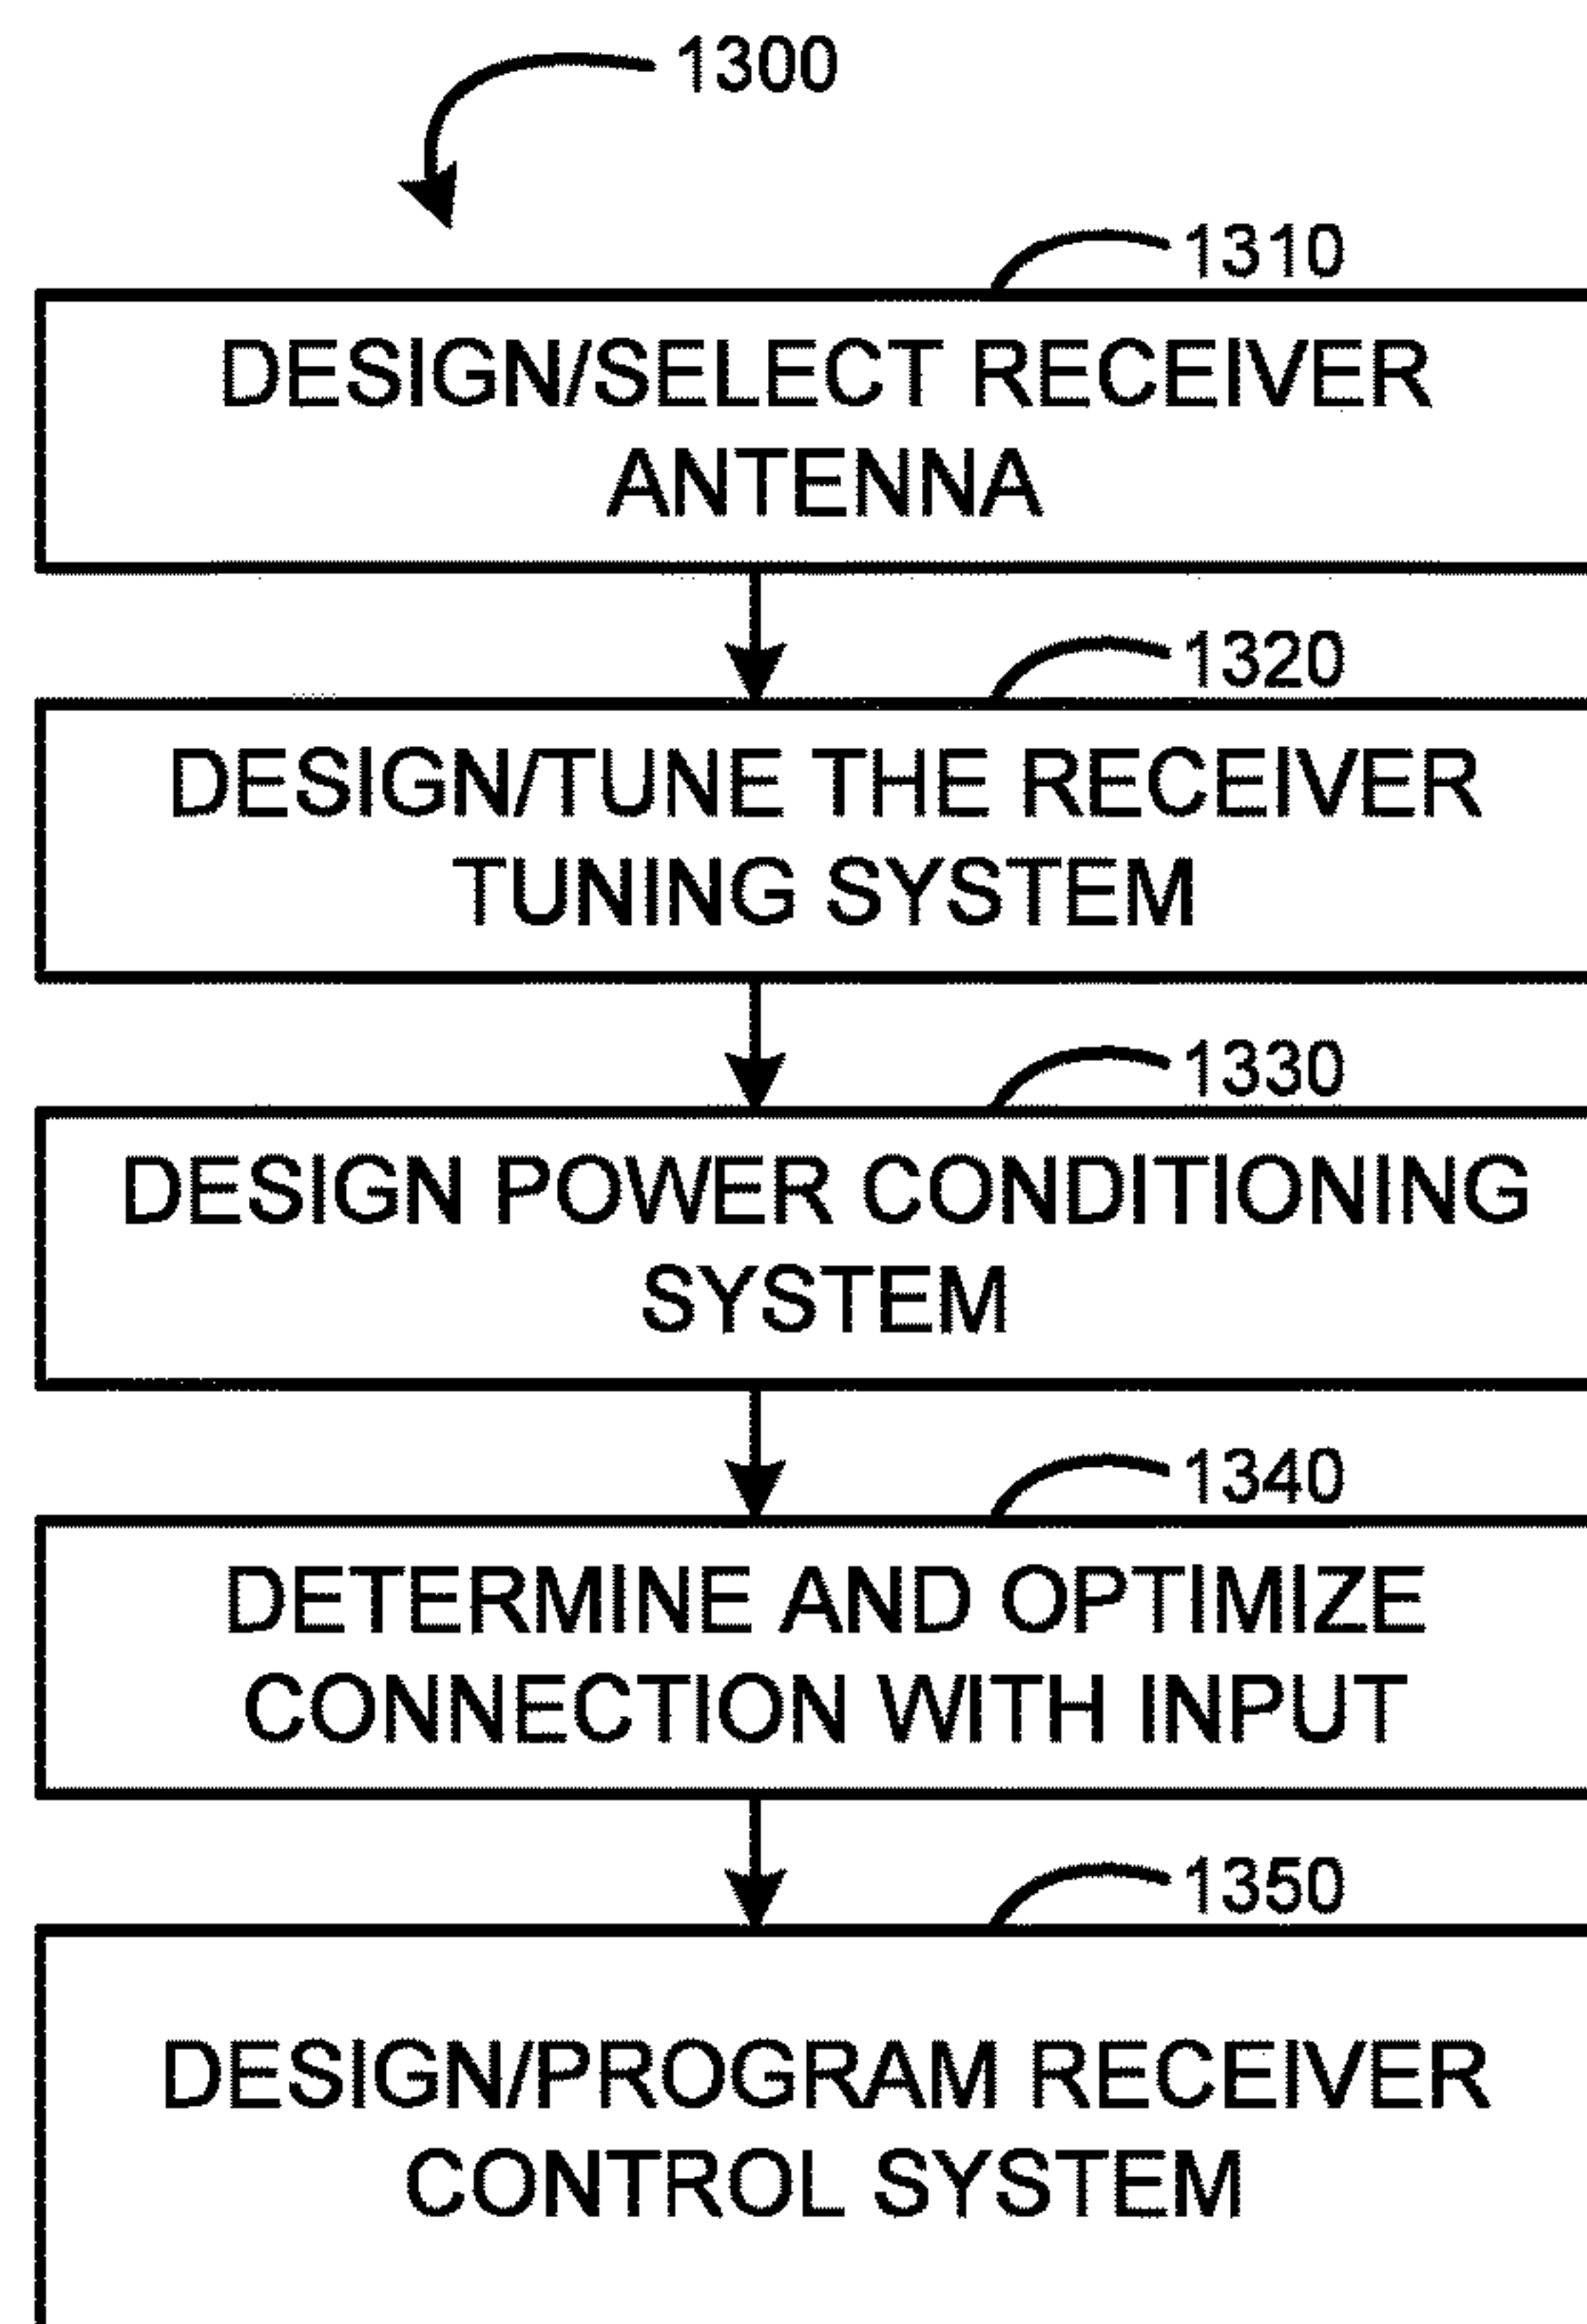 1300
1310
DESIGN/SELECT RECEIVER
ANTENNA
1320
DESIGN/TUNE THE RECEIVER
TUNING SYSTEM
1330
DESIGN POWER CONDITIONING
SYSTEM
1340
DETERMINE AND OPTIMIZE
CONNECTION WITH INPUT
1350
DESIGN/PROGRAM RECEIVER
CONTROL SYSTEM